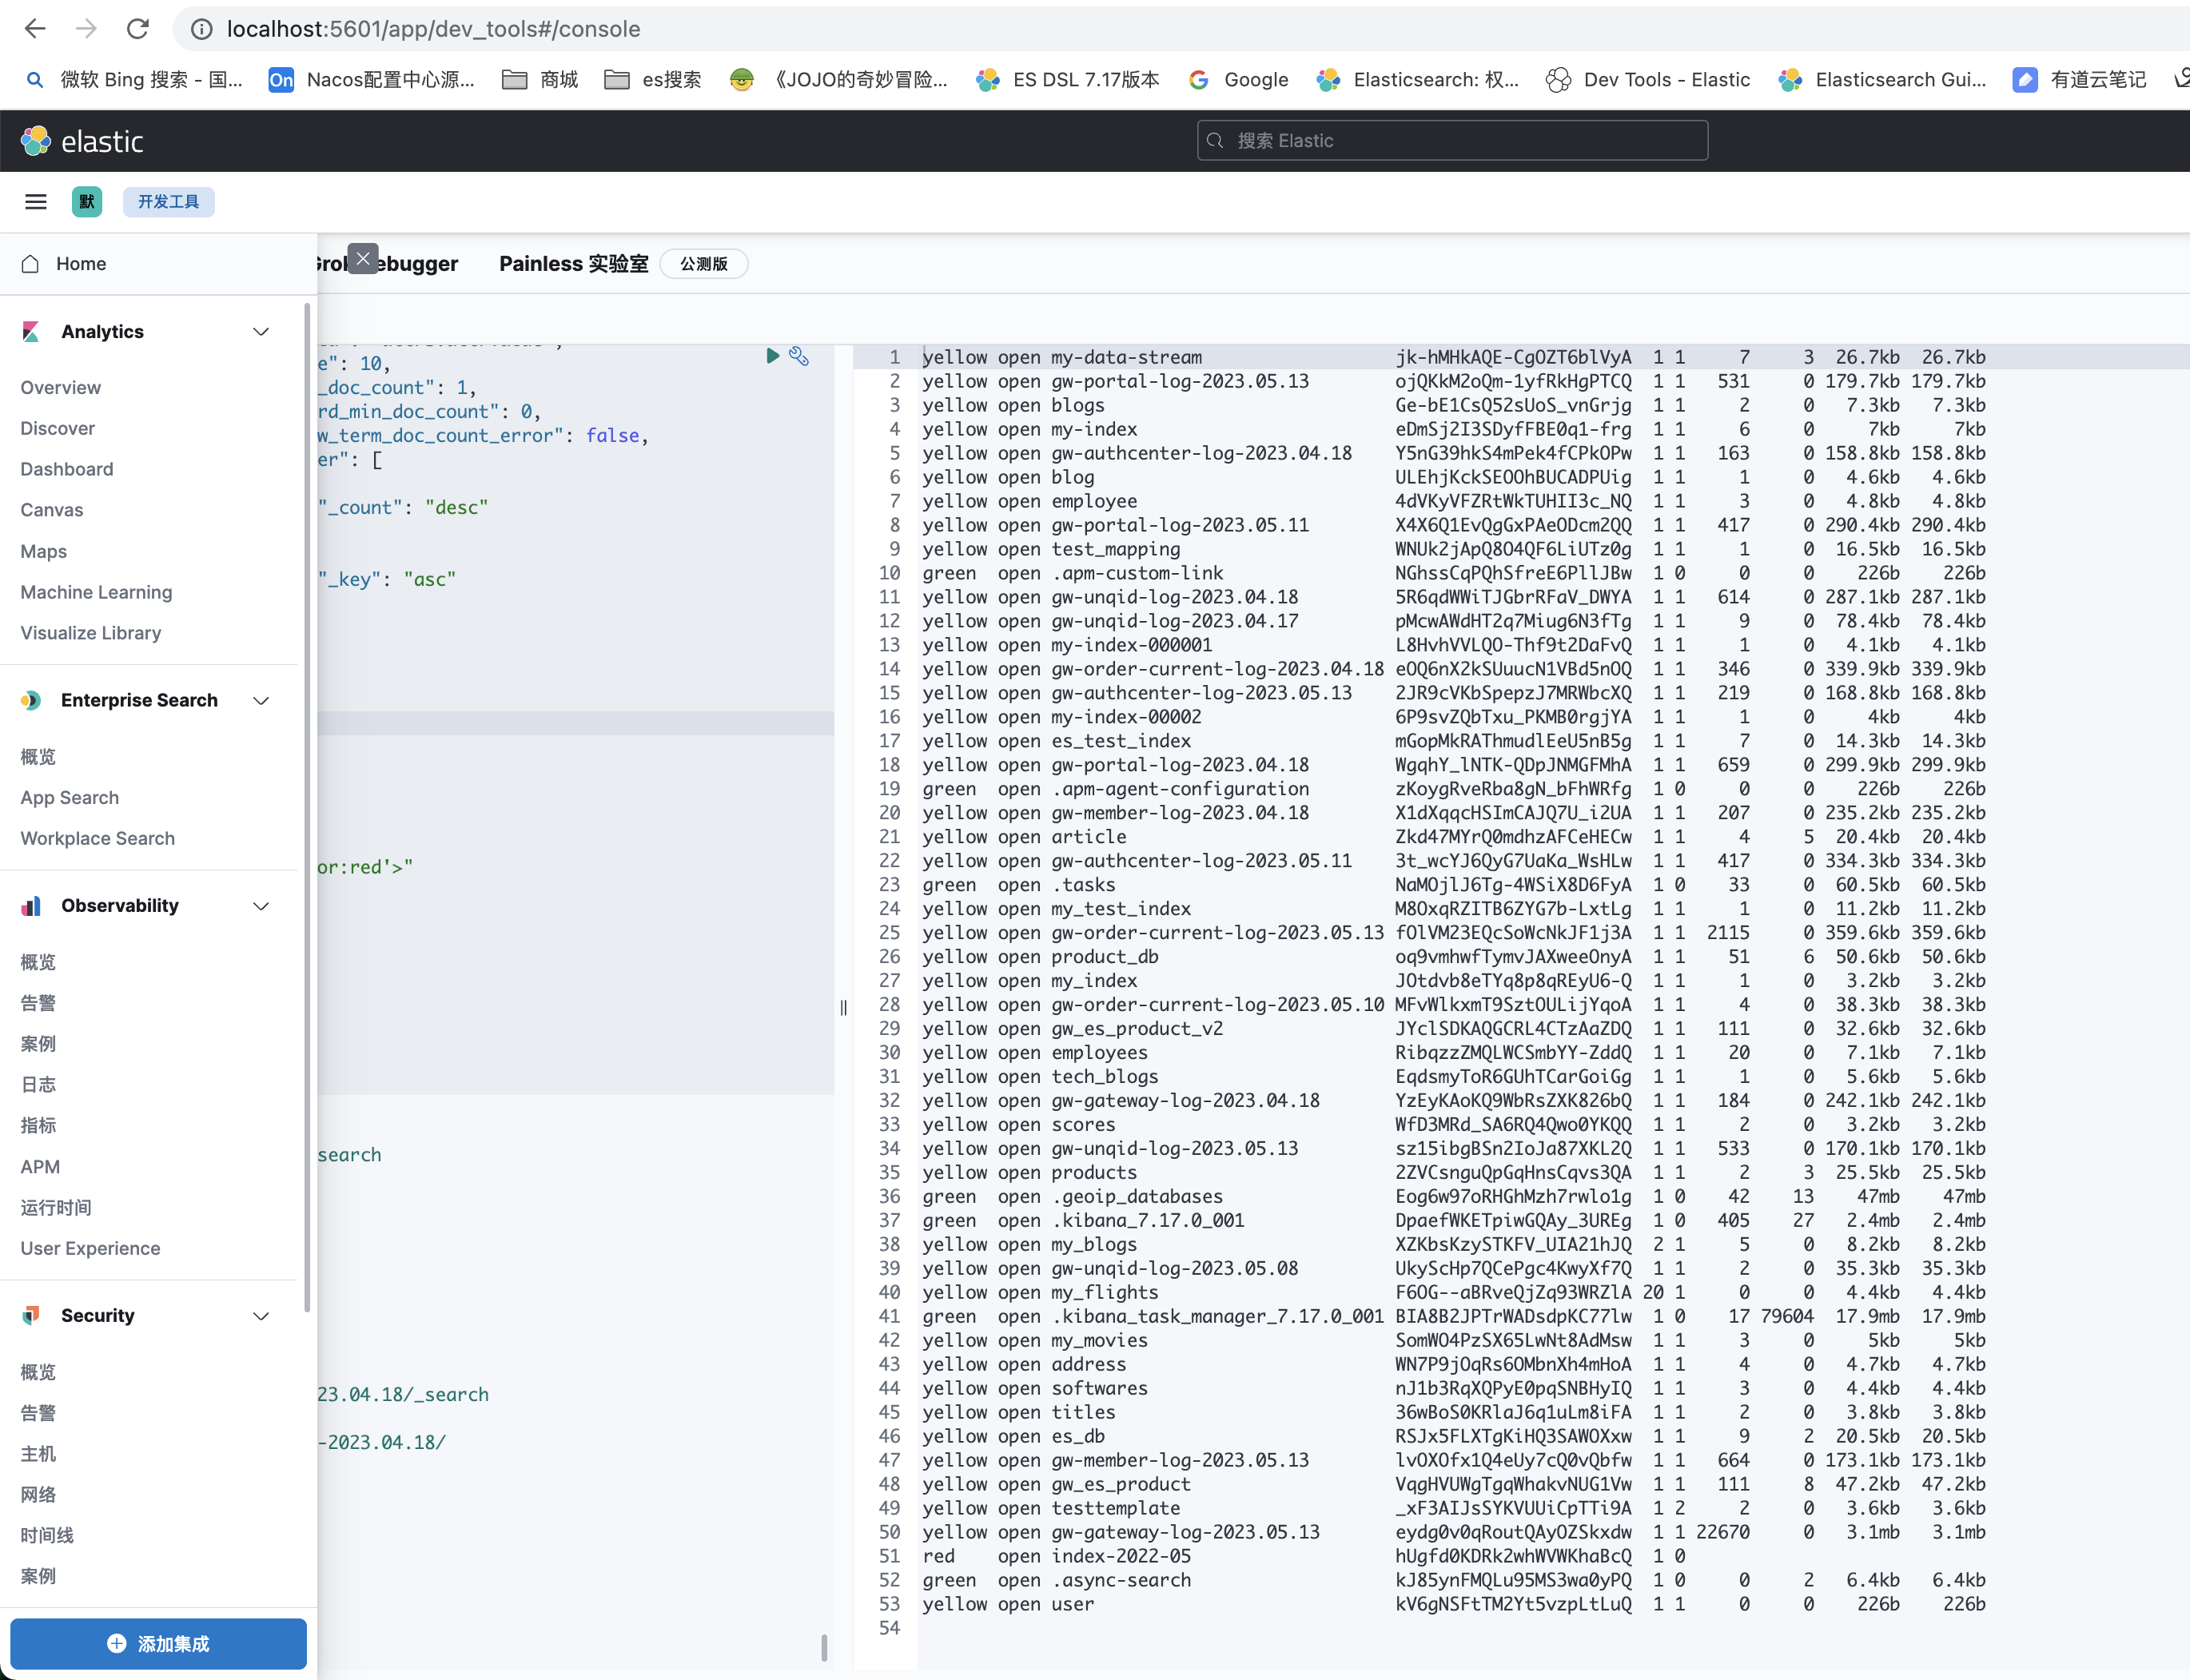 localhost:5601/app/dev_tools#/console
微软 Bing 搜索 - 国... Nacos配置中心源... 商城 es搜索 《JOJO的奇妙冒险... ES DSL 7.17版本 Google Elasticsearch: 权... Dev Tools - Elastic Elasticsearch Gui... 有道云笔记
elastic 搜索 Elastic
默 开发工具
Home
Painless 实验室 公测版
Analytics
Overview
Discover
Dashboard
Canvas
Maps
Machine Learning
Visualize Library
Enterprise Search
概览
App Search
Workplace Search
Observability
概览
告警
案例
日志
指标
APM
运行时间
User Experience
Security
概览
告警
主机
网络
时间线
案例
添加集成
e": 10,
_doc_count": 1,
rd_min_doc_count": 0,
w_term_doc_count_error": false,
er": [
"_count": "desc"
"_key": "asc"
or:red'>"
search
23.04.18/_search
-2023.04.18/
1 yellow open my-data-stream jk-hMHkAQE-CgOZT6blVyA 1 1 7 3 26.7kb 26.7kb
2 yellow open gw-portal-log-2023.05.13 ojQKkM2oQm-1yfRkHgPTCQ 1 1 531 0 179.7kb 179.7kb
3 yellow open blogs Ge-bE1CsQ52sUoS_vnGrjg 1 1 2 0 7.3kb 7.3kb
4 yellow open my-index eDmSj2I3SDyfFBE0q1-frg 1 1 6 0 7kb 7kb
5 yellow open gw-authcenter-log-2023.04.18 Y5nG39hkS4mPek4fCPkOPw 1 1 163 0 158.8kb 158.8kb
6 yellow open blog ULEhjKckSEOOhBUCADPUig 1 1 1 0 4.6kb 4.6kb
7 yellow open employee 4dVKyVFZRtWkTUHII3c_NQ 1 1 3 0 4.8kb 4.8kb
8 yellow open gw-portal-log-2023.05.11 X4X6Q1EvQgGxPAeODcm2QQ 1 1 417 0 290.4kb 290.4kb
9 yellow open test_mapping WNUk2jApQ8O4QF6LiUTz0g 1 1 1 0 16.5kb 16.5kb
10 green open .apm-custom-link NGhssCqPQhSfreE6PllJBw 1 0 0 0 226b 226b
11 yellow open gw-unqid-log-2023.04.18 5R6qdWWiTJGbrRFaV_DWYA 1 1 614 0 287.1kb 287.1kb
12 yellow open gw-unqid-log-2023.04.17 pMcwAWdHT2q7Miug6N3fTg 1 1 9 0 78.4kb 78.4kb
13 yellow open my-index-000001 L8HvhVVLQO-Thf9t2DaFvQ 1 1 1 0 4.1kb 4.1kb
14 yellow open gw-order-current-log-2023.04.18 eOQ6nX2kSUuucN1VBd5nOQ 1 1 346 0 339.9kb 339.9kb
15 yellow open gw-authcenter-log-2023.05.13 2JR9cVKbSpepzJ7MRWbcXQ 1 1 219 0 168.8kb 168.8kb
16 yellow open my-index-00002 6P9svZQbTxu_PKMB0rgjYA 1 1 1 0 4kb 4kb
17 yellow open es_test_index mGopMkRAThmudlEeU5nB5g 1 1 7 0 14.3kb 14.3kb
18 yellow open gw-portal-log-2023.04.18 WgqhY_lNTK-QDpJNMGFMhA 1 1 659 0 299.9kb 299.9kb
19 green open .apm-agent-configuration zKoygRveRba8gN_bFhWRfg 1 0 0 0 226b 226b
20 yellow open gw-member-log-2023.04.18 X1dXqqcHSImCAJQ7U_i2UA 1 1 207 0 235.2kb 235.2kb
21 yellow open article Zkd47MYrQ0mdhzAFCeHECw 1 1 4 5 20.4kb 20.4kb
22 yellow open gw-authcenter-log-2023.05.11 3t_wcYJ6QyG7UaKa_WsHLw 1 1 417 0 334.3kb 334.3kb
23 green open .tasks NaMOjlJ6Tg-4WSiX8D6FyA 1 0 33 0 60.5kb 60.5kb
24 yellow open my_test_index M8OxqRZITB6ZYG7b-LxtLg 1 1 1 0 11.2kb 11.2kb
25 yellow open gw-order-current-log-2023.05.13 fOlVM23EQcSoWcNkJF1j3A 1 1 2115 0 359.6kb 359.6kb
26 yellow open product_db oq9vmhwfTymvJAXweeOnyA 1 1 51 6 50.6kb 50.6kb
27 yellow open my_index JOtdvb8eTYq8p8qREyU6-Q 1 1 1 0 3.2kb 3.2kb
28 yellow open gw-order-current-log-2023.05.10 MFvWlkxmT9SztOULijYqoA 1 1 4 0 38.3kb 38.3kb
29 yellow open gw_es_product_v2 JYclSDKAQGCRL4CTzAaZDQ 1 1 111 0 32.6kb 32.6kb
30 yellow open employees RibqzzZMQLWCSmbYY-ZddQ 1 1 20 0 7.1kb 7.1kb
31 yellow open tech_blogs EqdsmyToR6GUhTCarGoiGg 1 1 1 0 5.6kb 5.6kb
32 yellow open gw-gateway-log-2023.04.18 YzEyKAoKQ9WbRsZXK826bQ 1 1 184 0 242.1kb 242.1kb
33 yellow open scores WfD3MRd_SA6RQ4Qwo0YKQQ 1 1 2 0 3.2kb 3.2kb
34 yellow open gw-unqid-log-2023.05.13 sz15ibgBSn2IoJa87XKL2Q 1 1 533 0 170.1kb 170.1kb
35 yellow open products 2ZVCsnguQpGqHnsCqvs3QA 1 1 2 3 25.5kb 25.5kb
36 green open .geoip_databases Eog6w97oRHGhMzh7rwlo1g 1 0 42 13 47mb 47mb
37 green open .kibana_7.17.0_001 DpaefWKETpiwGQAy_3UREg 1 0 405 27 2.4mb 2.4mb
38 yellow open my_blogs XZKbsKzySTKFV_UIA21hJQ 2 1 5 0 8.2kb 8.2kb
39 yellow open gw-unqid-log-2023.05.08 UkyScHp7QCePgc4KwyXf7Q 1 1 2 0 35.3kb 35.3kb
40 yellow open my_flights F6OG--aBRveQjZq93WRZlA 20 1 0 0 4.4kb 4.4kb
41 green open .kibana_task_manager_7.17.0_001 BIA8B2JPTrWADsdpKC77lw 1 0 17 79604 17.9mb 17.9mb
42 yellow open my_movies SomWO4PzSX65LwNt8AdMsw 1 1 3 0 5kb 5kb
43 yellow open address WN7P9jOqRs6OMbnXh4mHoA 1 1 4 0 4.7kb 4.7kb
44 yellow open softwares nJ1b3RqXQPyE0pqSNBHyIQ 1 1 3 0 4.4kb 4.4kb
45 yellow open titles 36wBoS0KRlaJ6q1uLm8iFA 1 1 2 0 3.8kb 3.8kb
46 yellow open es_db RSJx5FLXTgKiHQ3SAWOXxw 1 1 9 2 20.5kb 20.5kb
47 yellow open gw-member-log-2023.05.13 lvOXOfx1Q4eUy7cQ0vQbfw 1 1 664 0 173.1kb 173.1kb
48 yellow open gw_es_product VqgHVUWgTgqWhakvNUG1Vw 1 1 111 8 47.2kb 47.2kb
49 yellow open testtemplate _xF3AIJsSYKVUUiCpTTi9A 1 2 2 0 3.6kb 3.6kb
50 yellow open gw-gateway-log-2023.05.13 eydg0v0qRoutQAyOZSkxdw 1 1 22670 0 3.1mb 3.1mb
51 red open index-2022-05 hUgfd0KDRk2whWVWKhaBcQ 1 0
52 green open .async-search kJ85ynFMQLu95MS3wa0yPQ 1 0 0 2 6.4kb 6.4kb
53 yellow open user kV6gNSFtTM2Yt5vzpLtLuQ 1 1 0 0 226b 226b
54